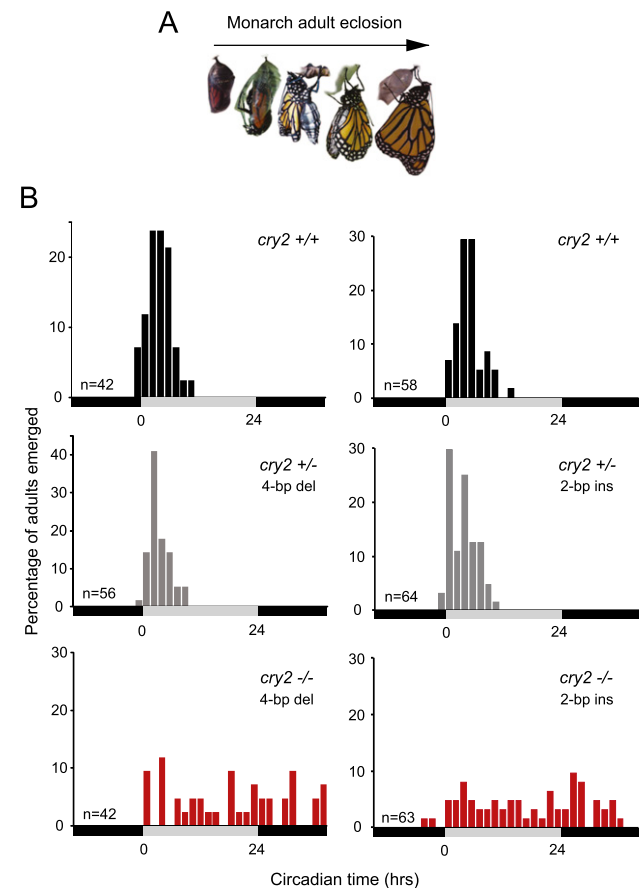 A
Monarch adult eclosion
B
Percentage of adults emerged
cry2 +/+
20
10
0
n=42
0
24
cry2 +/+
30
20
10
0
n=58
0
24
cry2 +/-
4-bp del
40
30
20
10
0
n=56
0
24
cry2 +/-
2-bp ins
30
20
10
0
n=64
0
24
cry2 -/-
4-bp del
30
20
10
0
n=42
0
24
cry2 -/-
2-bp ins
30
20
10
0
n=63
0
24
Circadian time (hrs)